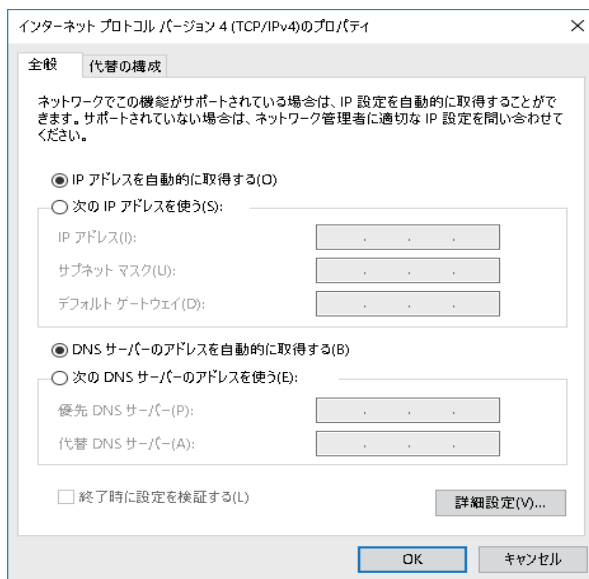 インターネット プロトコル バージョン 4 (TCP/IPv4)のプロパティ
全般
代替の構成
ネットワークでこの機能がサポートされている場合は、IP 設定を自動的に取得することがで
きます。サポートされていない場合は、ネットワーク管理者に適切な IP 設定を問い合わせて
ください。
IP アドレスを自動的に取得する(O)
次の IP アドレスを使う(S):
IP アドレス(I):
サブネット マスク(U):
デフォルト ゲートウェイ(D):
DNS サーバーのアドレスを自動的に取得する(B)
次の DNS サーバーのアドレスを使う(E):
優先 DNS サーバー(P):
代替 DNS サーバー(A):
終了時に設定を検証する(L)
詳細設定(V)...
OK
キャンセル